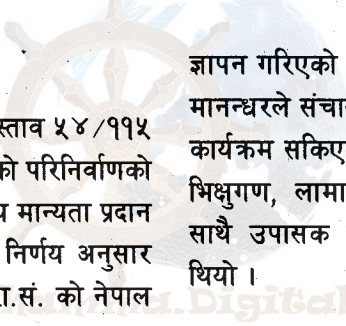 स्ताव ५४/११५
को परिनिर्वाणको
य मान्यता प्रदान
निर्णय अनुसार
रा.सं. को नेपाल
ज्ञापन गरिएको
मानन्धरले संचा
कार्यक्रम सकिए
भिक्षुगण, लामा
साथै उपासक
थियो ।